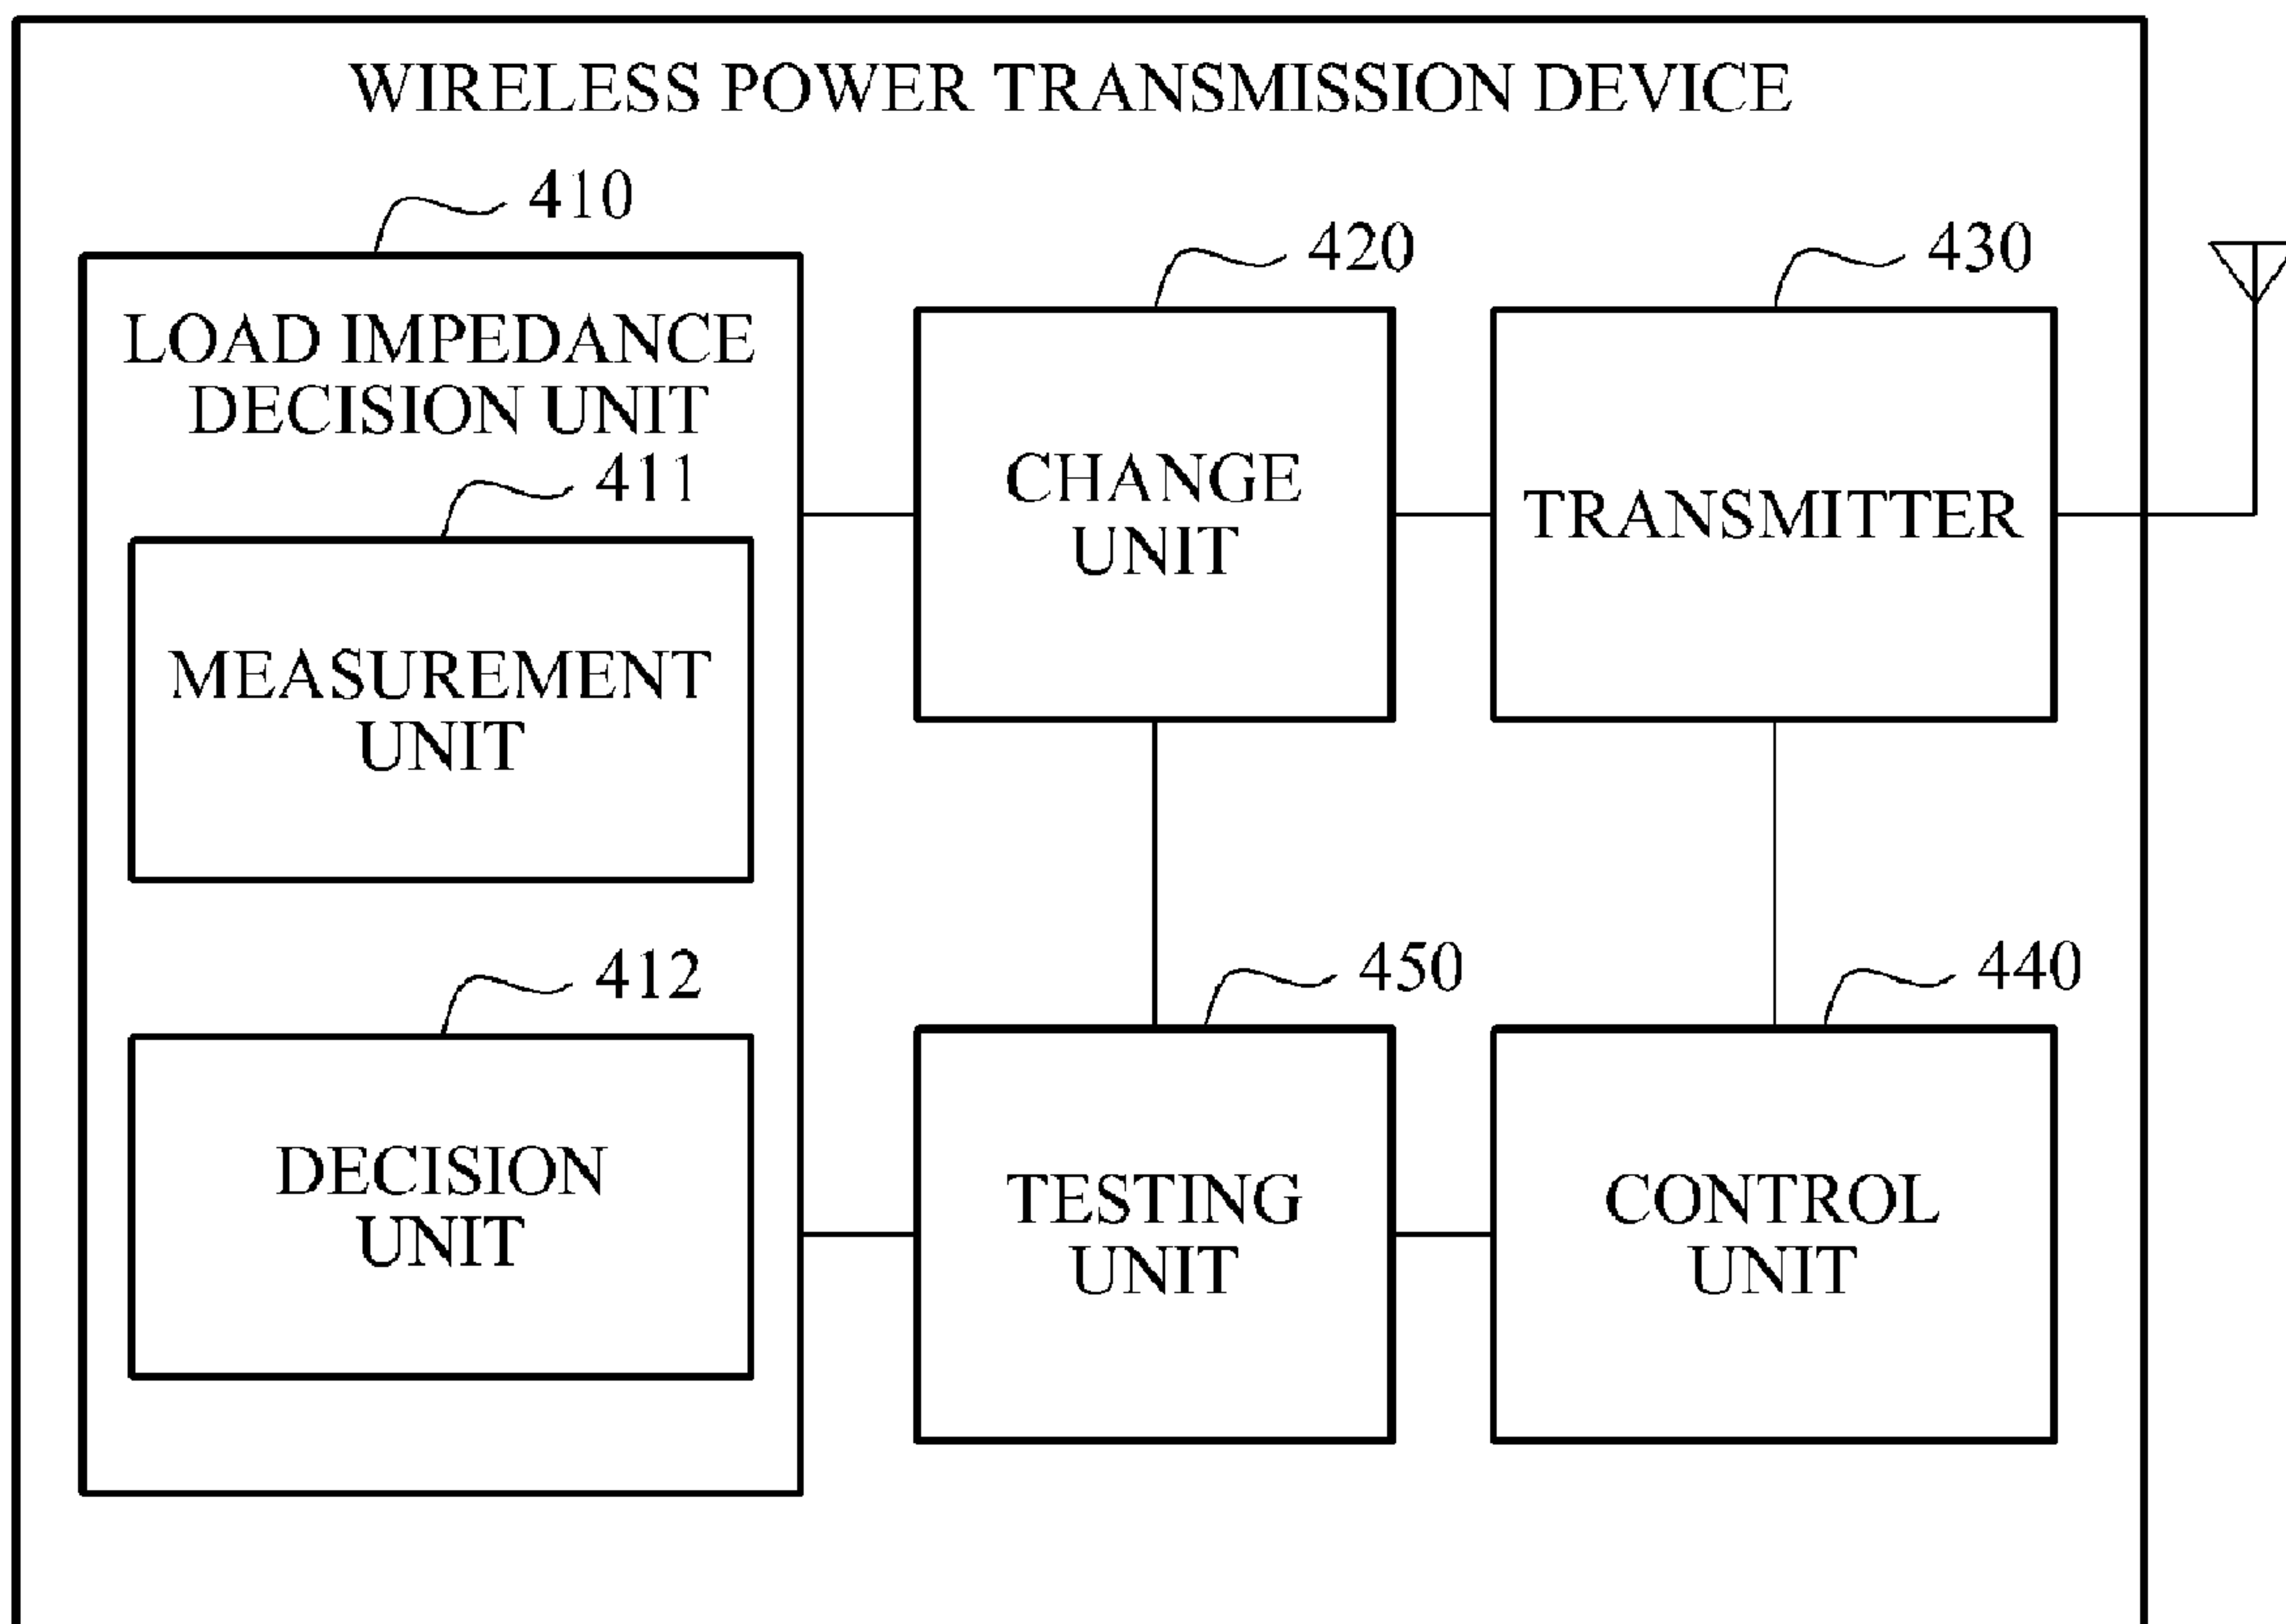 WIRELESS POWER TRANSMISSION DEVICE
410
LOAD IMPEDANCE
DECISION UNIT
411
MEASUREMENT
UNIT
412
DECISION
UNIT
420
CHANGE
UNIT
430
TRANSMITTER
450
TESTING
UNIT
440
CONTROL
UNIT